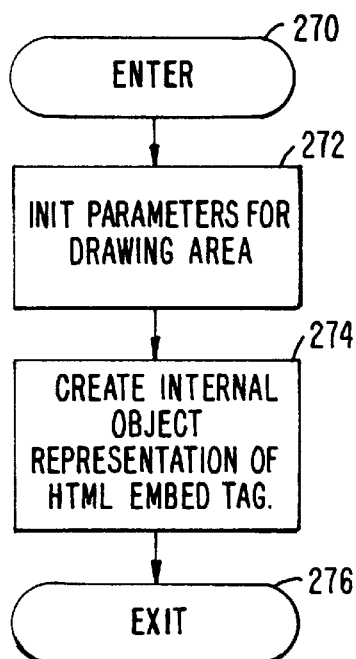 270
ENTER
272
INIT PARAMETERS FOR
DRAWING AREA
274
CREATE INTERNAL
OBJECT
REPRESENTATION OF
HTML EMBED TAG.
276
EXIT